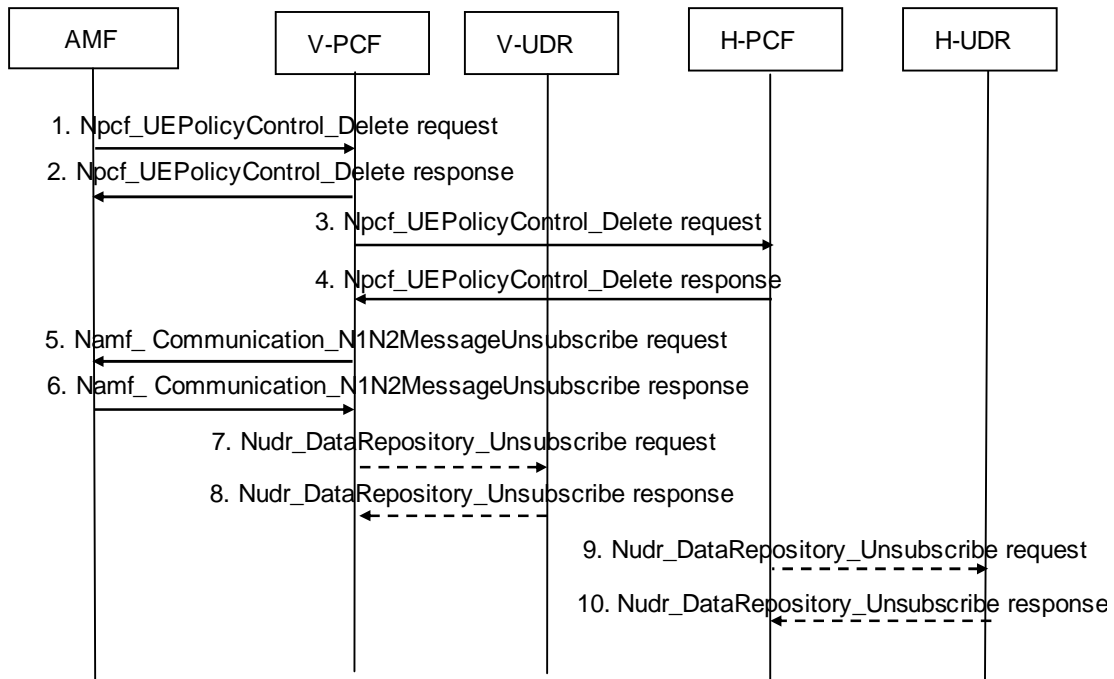 AMF
V-PCF
V-UDR
H-PCF
H-UDR
1. Npcf_UEPolicyControl_Delete request
2. Npcf_UEPolicyControl_Delete response
3. Npcf_UEPolicyControl_Delete request
4. Npcf_UEPolicyControl_Delete response
5. Namf_ Communication_N1N2MessageUnsubscribe request
6. Namf_ Communication_N1N2MessageUnsubscribe response
7. Nudr_DataRepository_Unsubscribe request
8. Nudr_DataRepository_Unsubscribe response
9. Nudr_DataRepository_Unsubscribe request
10. Nudr_DataRepository_Unsubscribe response